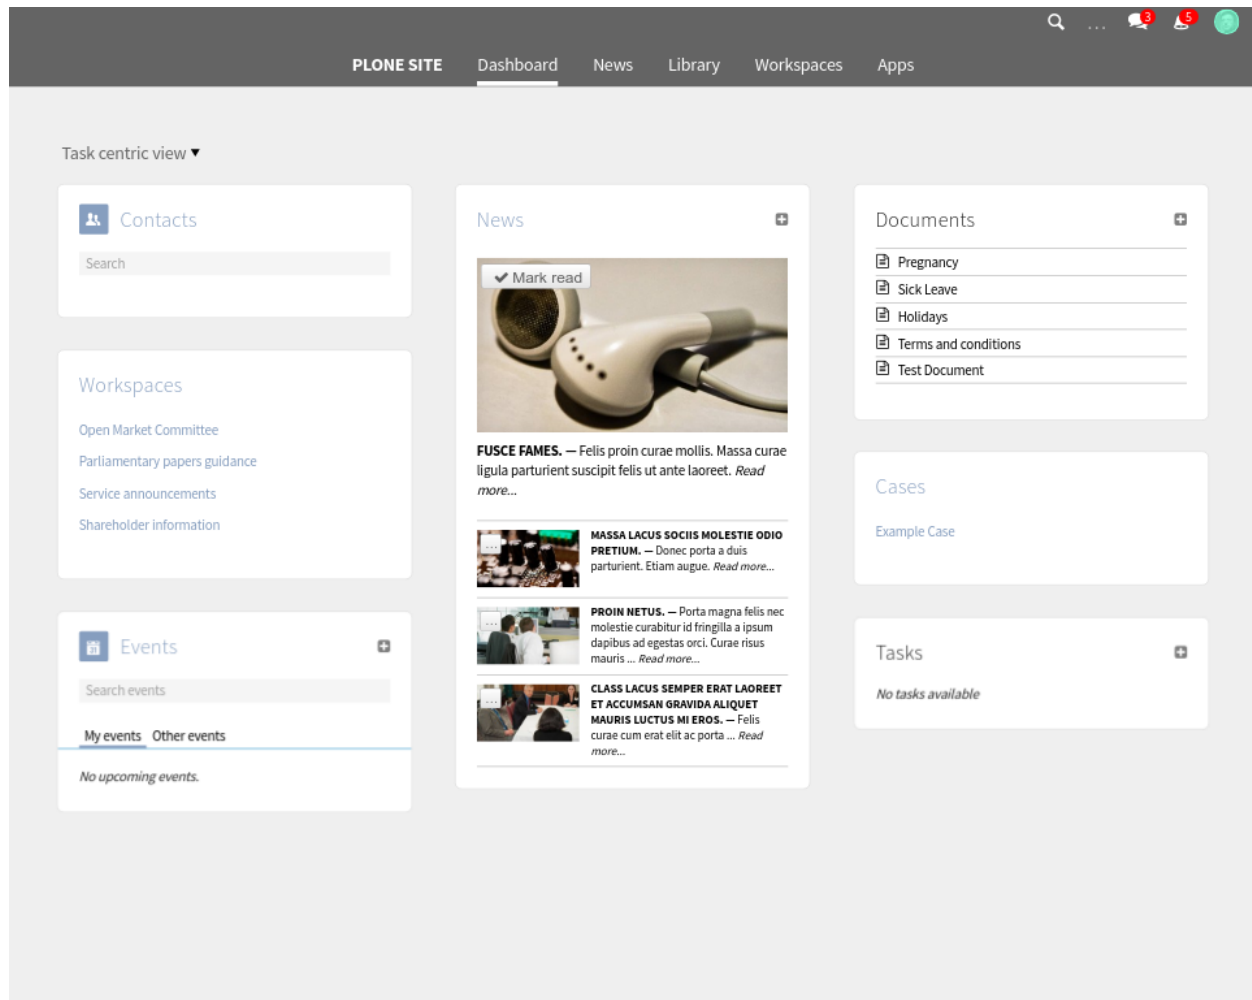 3
...
5
PLONE SITE
Dashboard
News
Library
Workspaces
Apps
Task centric view
Contacts
Search
Workspaces
Open Market Committee
Parliamentary papers guidance
Service announcements
Shareholder information
Events
Search events
My events
Other events
No upcoming events.
News
Mark read
FUSCE FAMES. — Felis proin curae mollis. Massa curae
ligula parturient suscipit felis ut ante laoreet. Read
more...
...
MASSA LACUS SOCIIS MOLESTIE ODIO
PRETIUM. — Donec porta a duis
parturient. Etiam augue. Read more...
...
PROIN NETUS. — Porta magna felis nec
molestie curabitur id fringilla a ipsum
dapibus ad egestas orci. Curae risus
mauris ... Read more...
...
CLASS LACUS SEMPER ERAT LAOREET
ET ACCUMSAN GRAVIDA ALIQUET
MAURIS LUCTUS MI EROS. — Felis
curae cum erat elit ac porta ... Read
more...
Documents
Pregnancy
Sick Leave
Holidays
Terms and conditions
Test Document
Cases
Example Case
Tasks
No tasks available